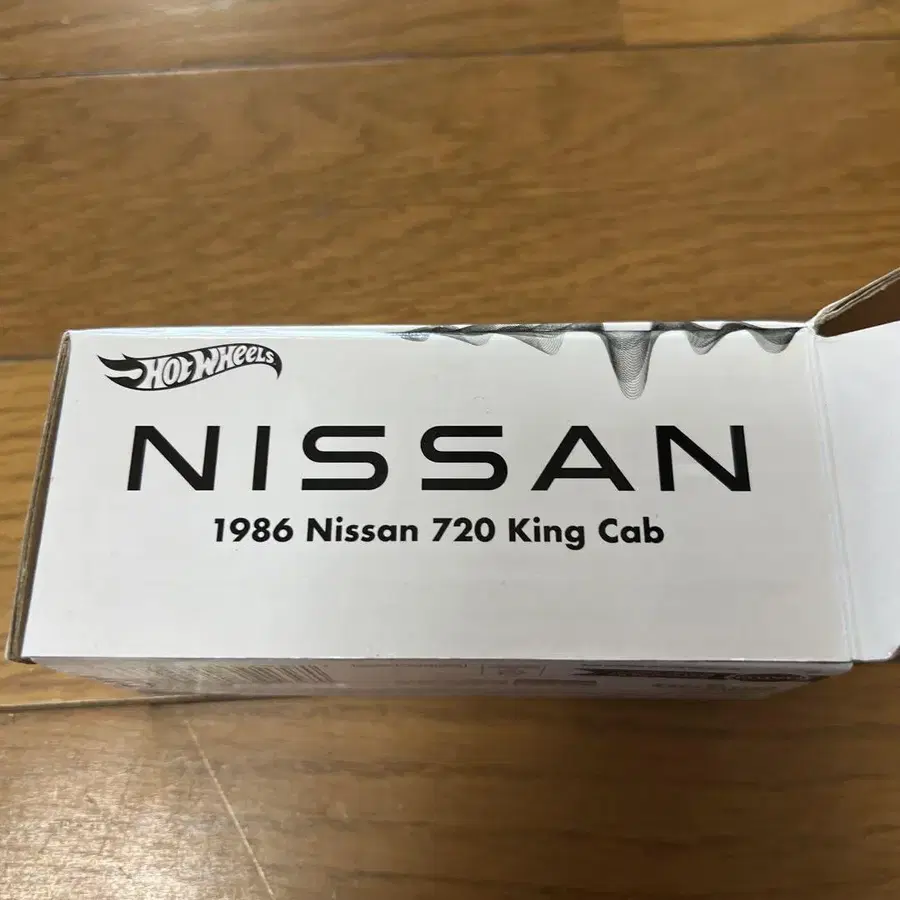 HOT WHEELS
NISSAN
1986 Nissan 720 King Cab